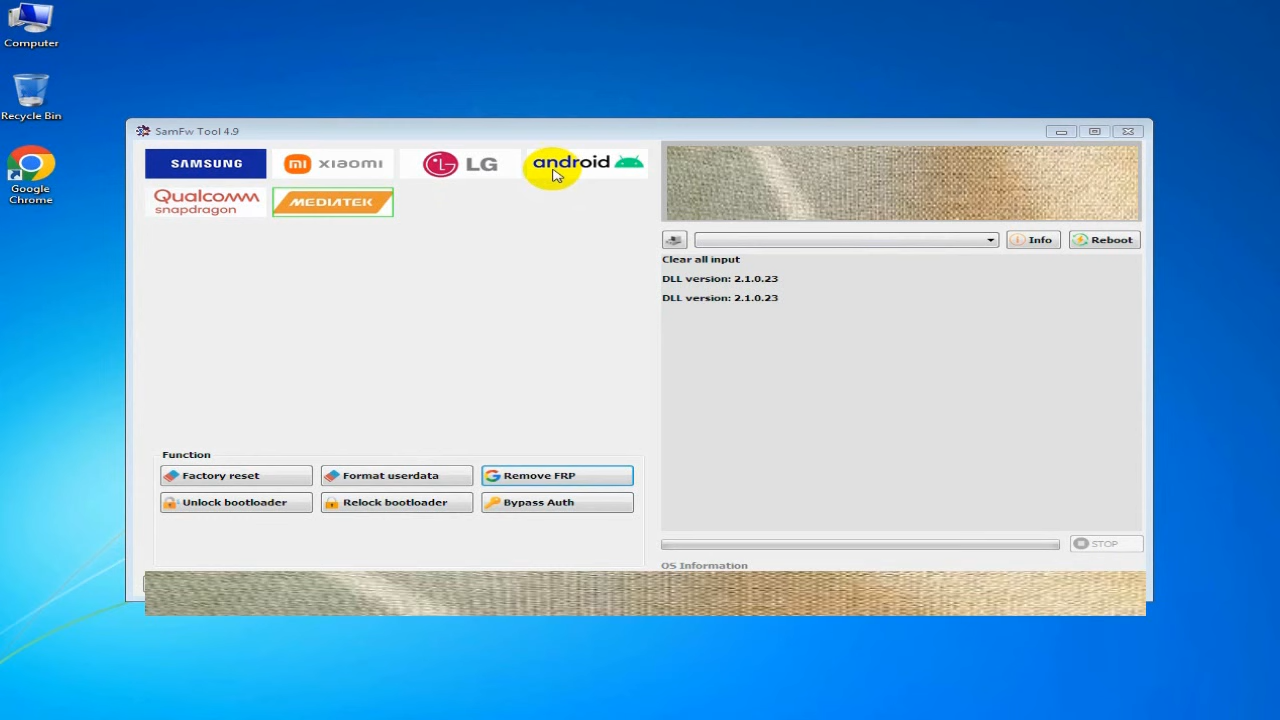 Computer
Recycle Bin
Google
Chrome
SamFw Tool 4.9
SAMSUNG
mi xiaomi
LG
android
Qualcomm
snapdragon
MEDIATEK
Info
Reboot
Clear all input
DLL version: 2.1.0.23
DLL version: 2.1.0.23
Function
Factory reset
Format userdata
Remove FRP
Unlock bootloader
Relock bootloader
Bypass Auth
STOP
OS Information